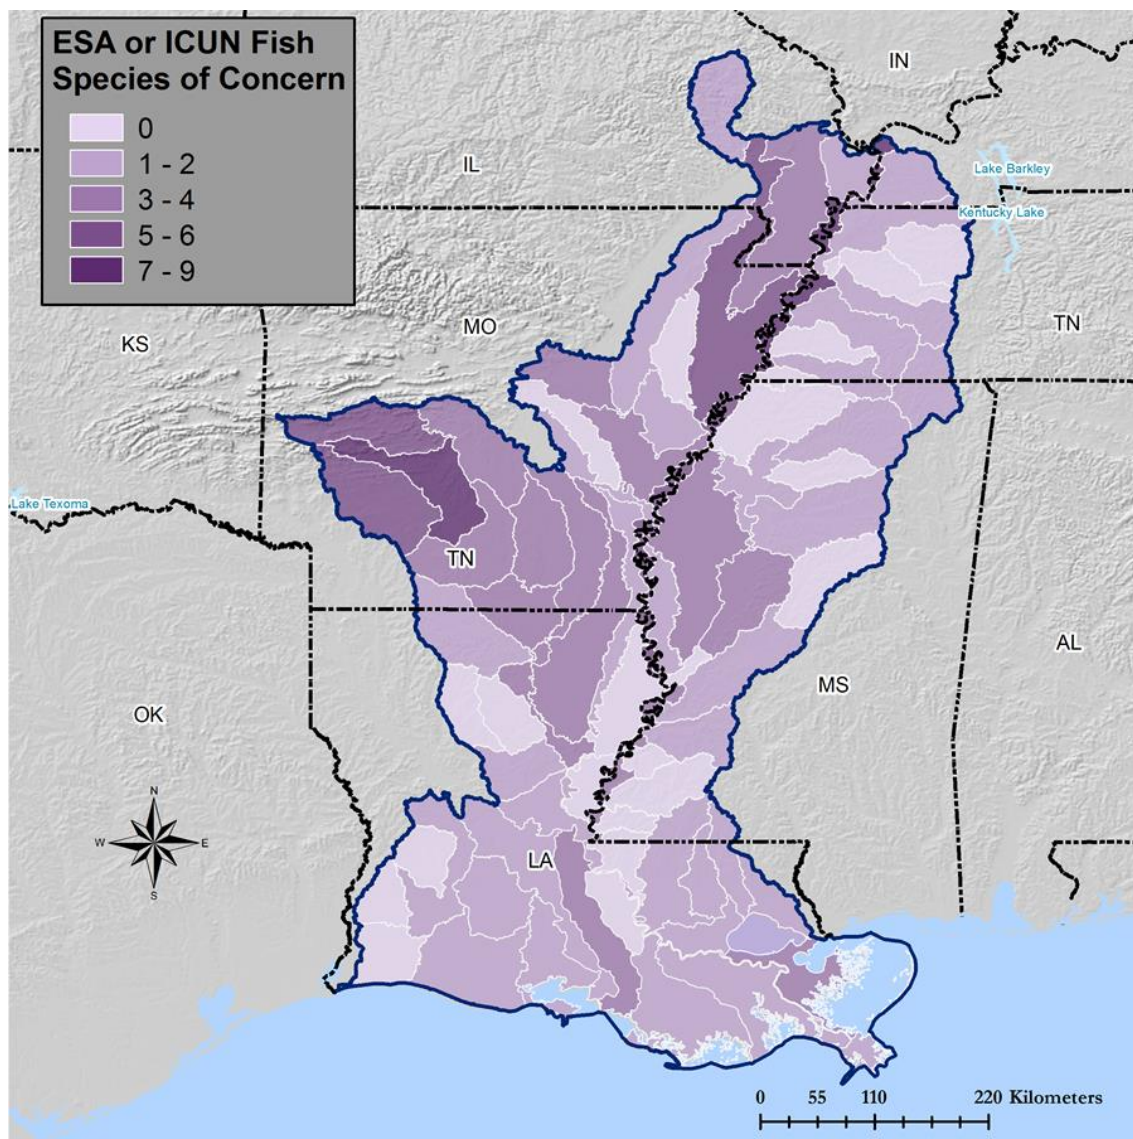 ESA or ICUN Fish
Species of Concern
0
1 - 2
3 - 4
5 - 6
7 - 9
IN
IL
Lake Barkley
Kentucky Lake
MO
KS
TN
Lake Texoma
TN
AL
MS
OK
N
W
E
S
LA
0 55 110 220 Kilometers